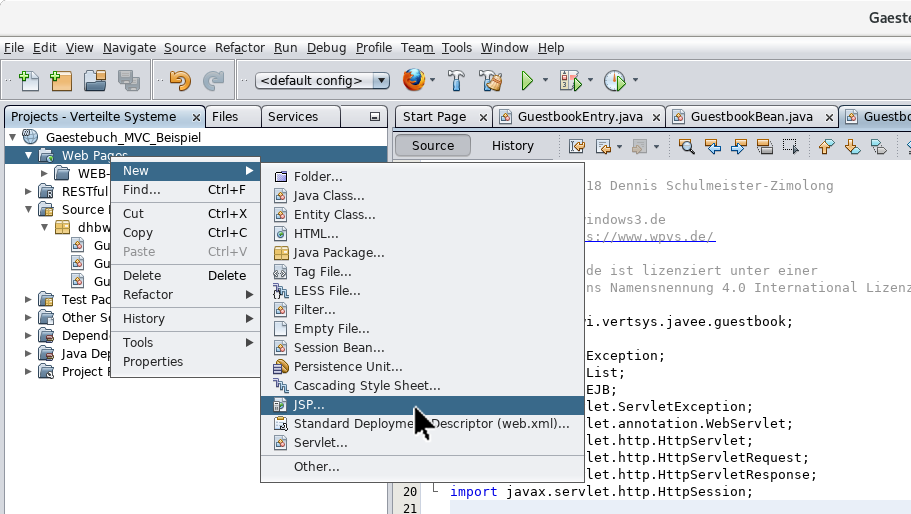 Gaeste
File Edit View Navigate Source Refactor Run Debug Profile Team Tools Window Help
<default config>
Projects - Verteilte Systeme
Files
Services
Start Page
GuestbookEntry.java
GuestbookBean.java
Guestbo
Gaestebuch_MVC_Beispiel
Source
History
Web Pages
WEB-
RESTful
Source
dhbw
Gu
Gu
Gu
Test Pac
Other So
Depend
Java Dep
Project F
New
Find... Ctrl+F
Cut Ctrl+X
Copy Ctrl+C
Paste Ctrl+V
Delete Delete
Refactor
History
Tools
Properties
Folder...
Java Class...
Entity Class...
HTML...
Java Package...
Tag File...
LESS File...
Filter...
Empty File...
Session Bean...
Persistence Unit...
Cascading Style Sheet...
JSP...
Standard Deployme Descriptor (web.xml)...
Servlet...
Other...
18 Dennis Schulmeister-Zimolong
windows3.de
s://www.wpvs.de/
de ist lizenziert unter einer
ns Namensnennung 4.0 International Lizenz
vi.vertsys.javee.guestbook;
Exception;
List;
EJB;
let.ServletException;
let.annotation.WebServlet;
let.http.HttpServlet;
let.http.HttpServletRequest;
let.http.HttpServletResponse;
20 import javax.servlet.http.HttpSession;
21